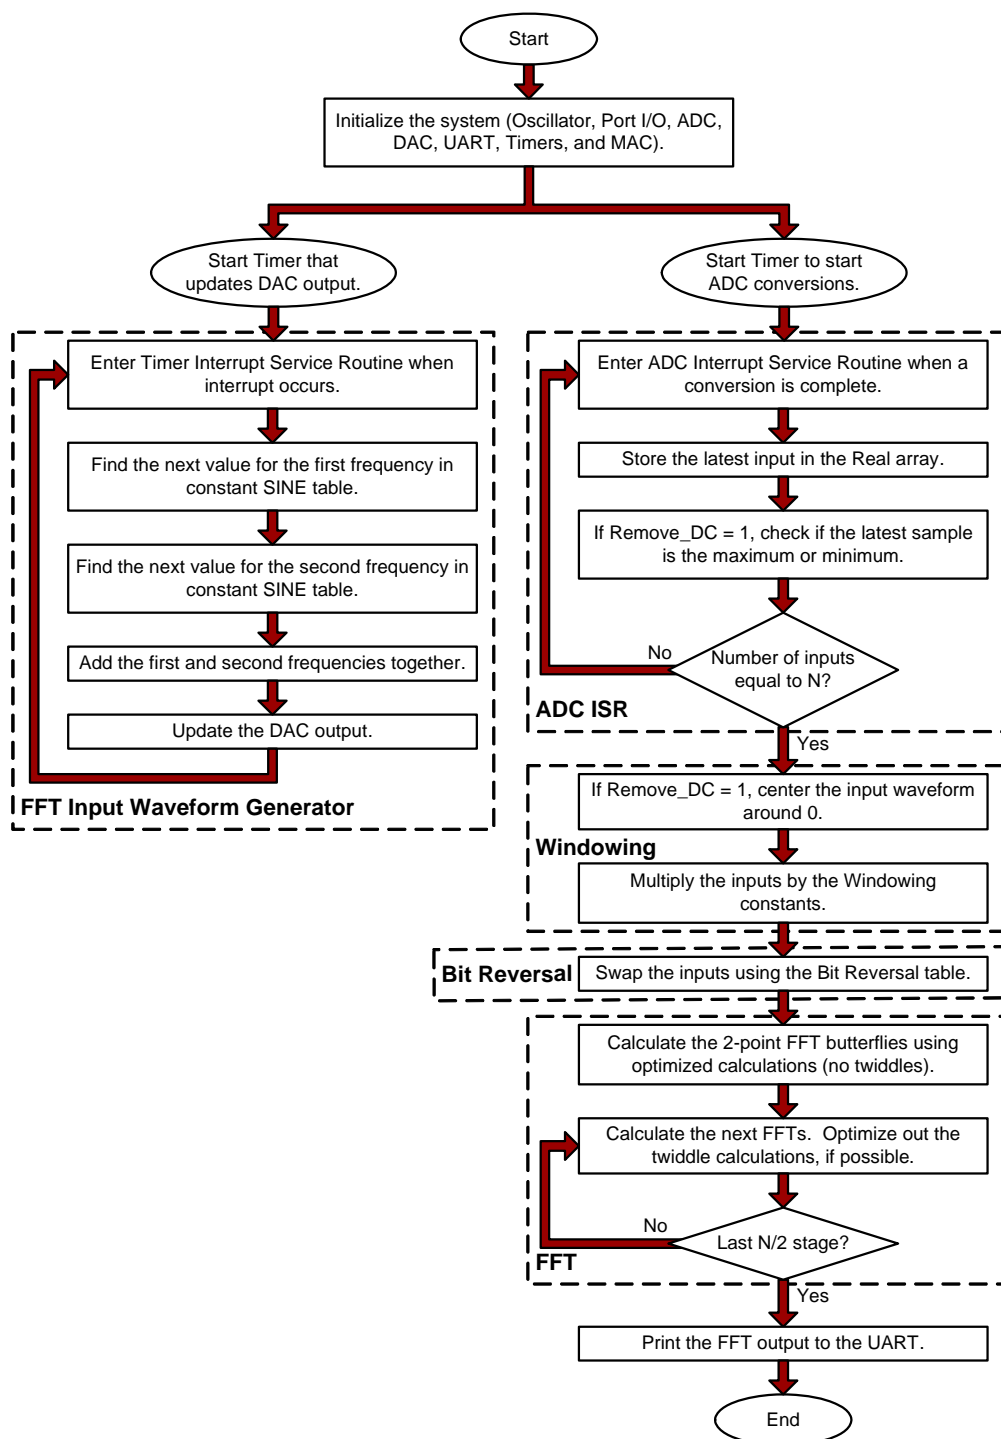 Start
Initialize the system (Oscillator, Port I/O, ADC,
DAC, UART, Timers, and MAC).
Start Timer that
updates DAC output.
Enter Timer Interrupt Service Routine when
interrupt occurs.
Find the next value for the first frequency in
constant SINE table.
Find the next value for the second frequency in
constant SINE table.
Add the first and second frequencies together.
Update the DAC output.
FFT Input Waveform Generator
Start Timer to start
ADC conversions.
Enter ADC Interrupt Service Routine when a
conversion is complete.
Store the latest input in the Real array.
If Remove_DC = 1, check if the latest sample
is the maximum or minimum.
No
Number of inputs
equal to N?
ADC ISR
Yes
If Remove_DC = 1, center the input waveform
around 0.
Windowing
Multiply the inputs by the Windowing
constants.
Bit Reversal
Swap the inputs using the Bit Reversal table.
Calculate the 2-point FFT butterflies using
optimized calculations (no twiddles).
Calculate the next FFTs.  Optimize out the
twiddle calculations, if possible.
No
Last N/2 stage?
FFT
Yes
Print the FFT output to the UART.
End